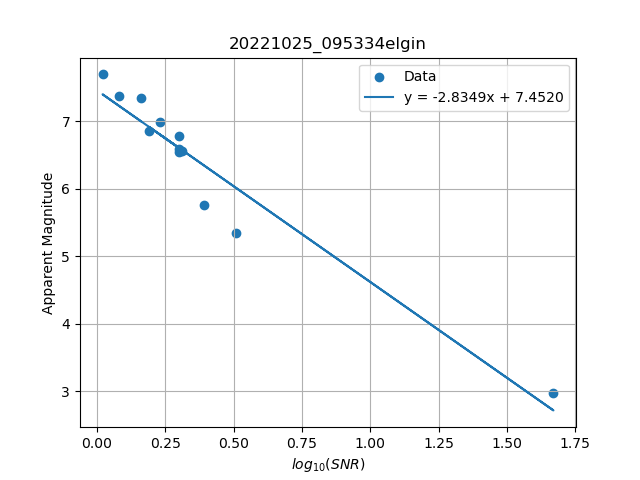 20221025_095334elgin
Data
y = -2.8349x + 7.4520
Apparent Magnitude
7
6
5
4
3
0.00 0.25 0.50 0.75 1.00 1.25 1.50 1.75
log10(SNR)